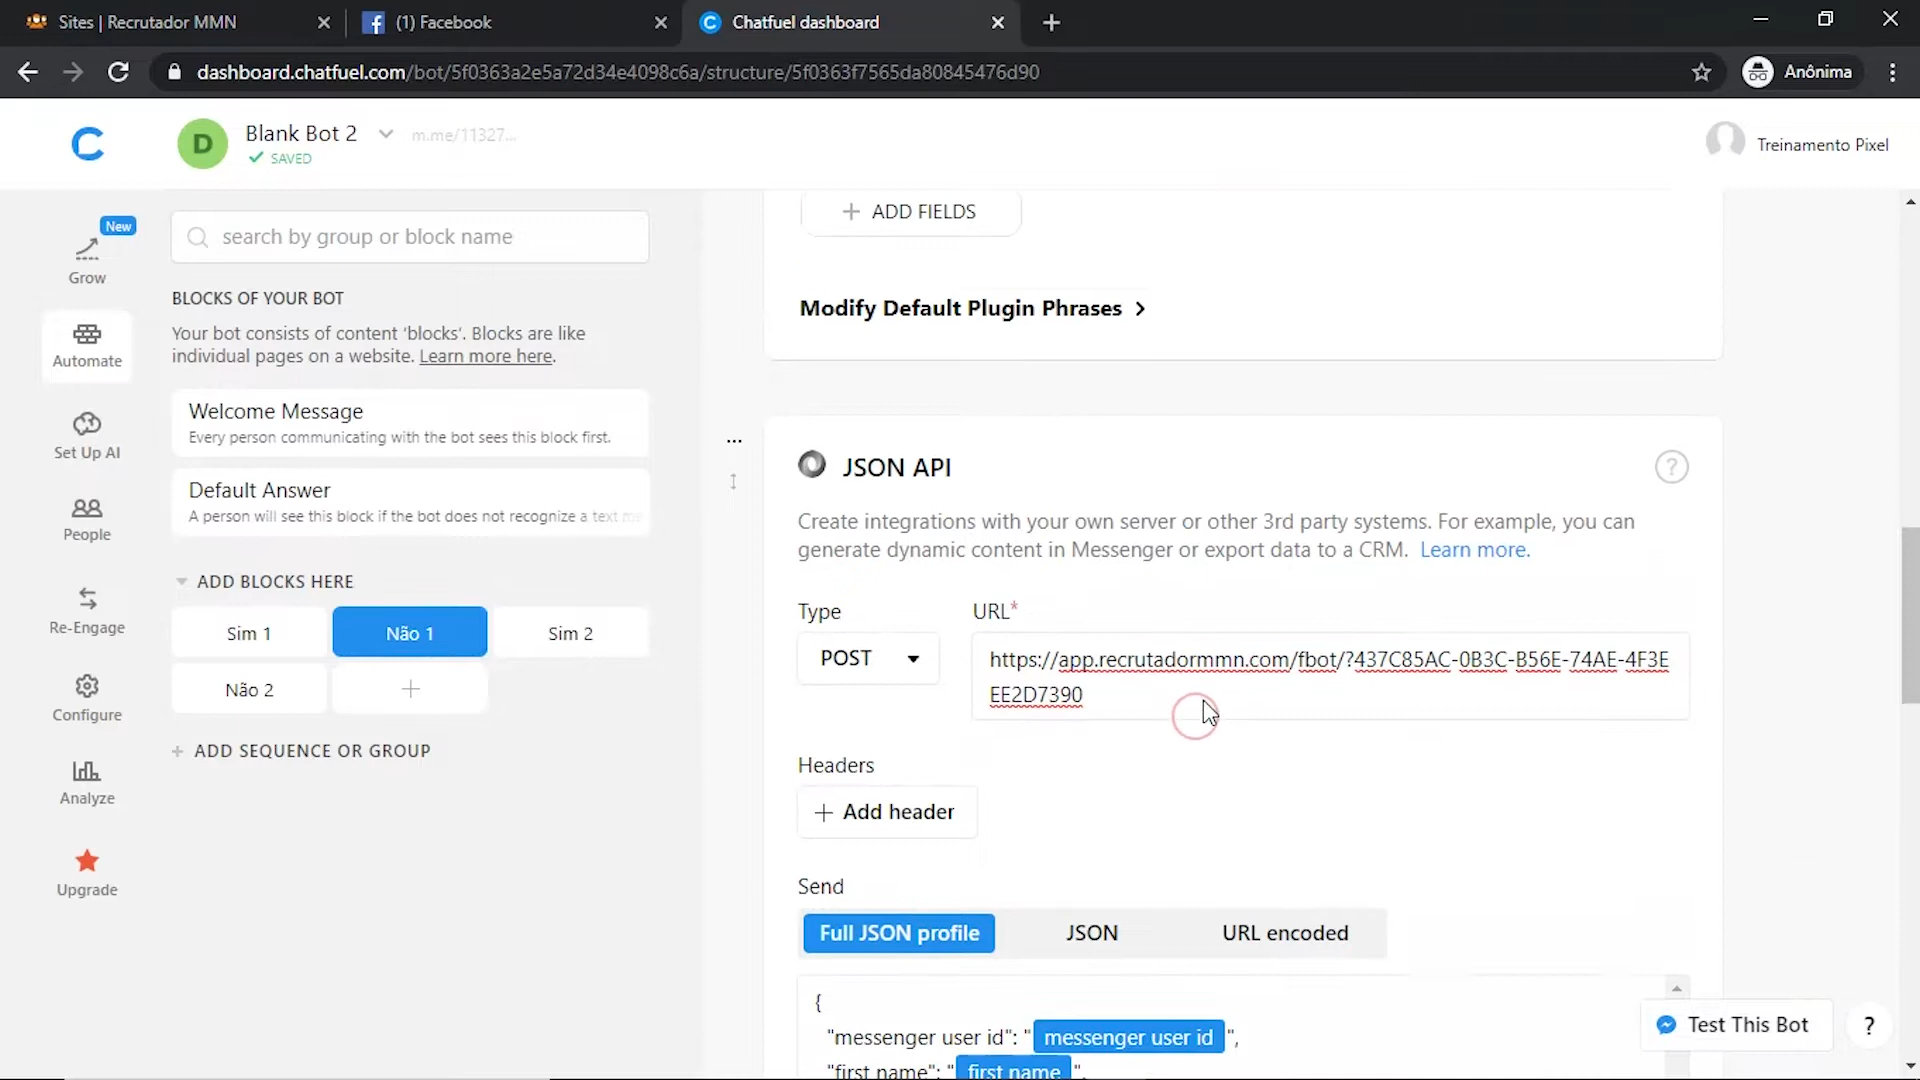 Sites | Recrutador MMN
(1) Facebook
Chatfuel dashboard
dashboard.chatfuel.com/bot/5f0363a2e5a72d34e4098c6a/structure/5f0363f7565da80845476d90
Anônima
D
Blank Bot 2
m.me/11327...
SAVED
Treinamento Pixel
New
Grow
Automate
Set Up AI
People
Re-Engage
Configure
Analyze
Upgrade
search by group or block name
BLOCKS OF YOUR BOT
Your bot consists of content 'blocks'. Blocks are like
individual pages on a website. Learn more here.
Welcome Message
Every person communicating with the bot sees this block first.
Default Answer
A person will see this block if the bot does not recognize a text me
ADD BLOCKS HERE
Sim 1
Não 1
Sim 2
Não 2
+ ADD SEQUENCE OR GROUP
+ ADD FIELDS
Modify Default Plugin Phrases >
...
JSON API
?
Create integrations with your own server or other 3rd party systems. For example, you can
generate dynamic content in Messenger or export data to a CRM. Learn more.
Type
URL*
POST
https://app.recrutadormmn.com/fbot/?437C85AC-0B3C-B56E-74AE-4F3E
EE2D7390
Headers
+ Add header
Send
Full JSON profile
JSON
URL encoded
{
"messenger user id": "messenger user id",
"first name": "first name",
Test This Bot
?